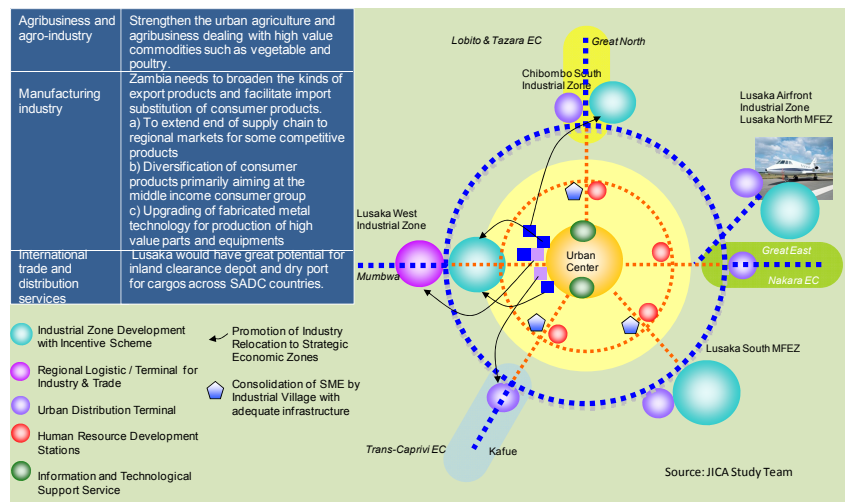 Agribusiness and
agro-industry
Strengthen the urban agriculture and
agribusiness dealing with high value
commodities such as vegetable and
poultry.
Manufacturing
industry
Zambia needs to broaden the kinds of
export products and facilitate import
substitution of consumer products.
a) To extend end of supply chain to
regional markets for some competitive
products
b) Diversification of consumer
products primarily aiming at the
middle income consumer group
c) Upgrading of fabricated metal
technology for production of high
value parts and equipments
International
trade and
distribution
services
Lusaka would have great potential for
inland clearance depot and dry port
for cargos across SADC countries.
Lobito & Tazara EC
Great North
Chibombo South
Industrial Zone
Lusaka Airfront
Industrial Zone
Lusaka North MFEZ
Lusaka West
Industrial Zone
Mumbwa
Urban
Center
Great East
Nakara EC
Lusaka South MFEZ
Trans-Caprivi EC
Kafue
Industrial Zone Development
with Incentive Scheme
Regional Logistic / Terminal for
Industry & Trade
Urban Distribution Terminal
Human Resource Development
Stations
Information and Technological
Support Service
Promotion of Industry
Relocation to Strategic
Economic Zones
Consolidation of SME by
Industrial Village with
adequate infrastructure
Source: JICA Study Team